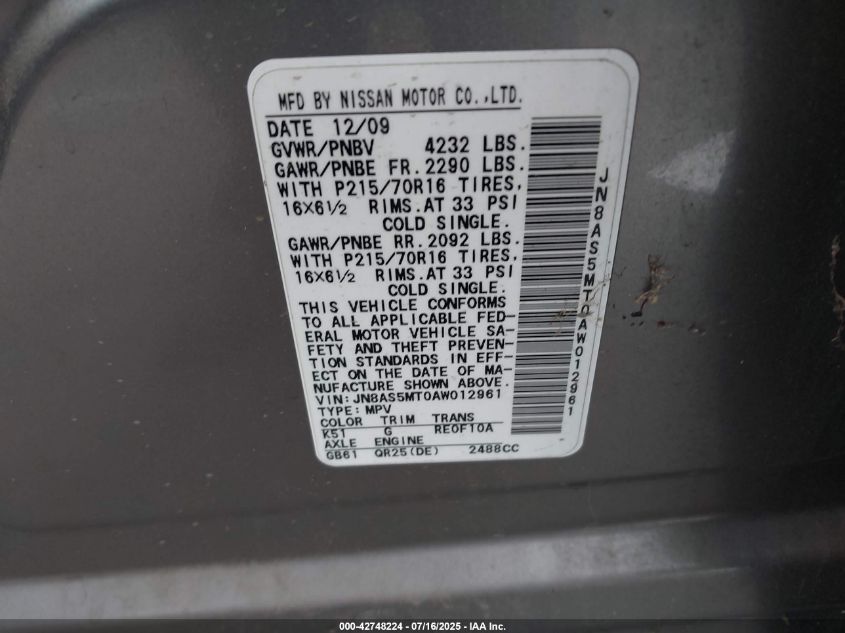 MFD BY NISSAN MOTOR CO.,LTD.
DATE 12/09
GVWR/PNBV 4232 LBS.
GAWR/PNBE FR.2290 LBS.
WITH P215/70R16 TIRES,
16X6½ RIMS.AT 33 PSI
COLD SINGLE.
GAWR/PNBE RR.2092 LBS.
WITH P215/70R16 TIRES,
16X6½ RIMS.AT 33 PSI
COLD SINGLE.
THIS VEHICLE CONFORMS
TO ALL APPLICABLE FED-
ERAL MOTOR VEHICLE SA-
FETY AND THEFT PREVEN-
TION STANDARDS IN EFF-
ECT ON THE DATE OF MA-
NUFACTURE SHOWN ABOVE.
VIN:JN8AS5MT0AW012961
TYPE:MPV
COLOR TRIM TRANS
K51 G RE0F10A
AXLE ENGINE
GB61 QR25(DE) 2488CC
JN8AS5MT0AW012961
000-42748224 - 07/16/2025 - IAA Inc.